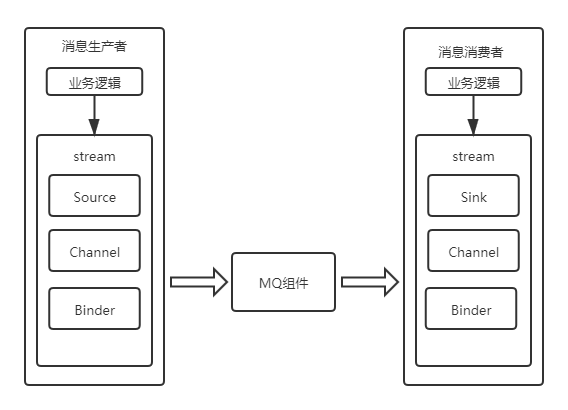 消息生产者
业务逻辑
stream
Source
Channel
Binder
MQ组件
消息消费者
业务逻辑
stream
Sink
Channel
Binder